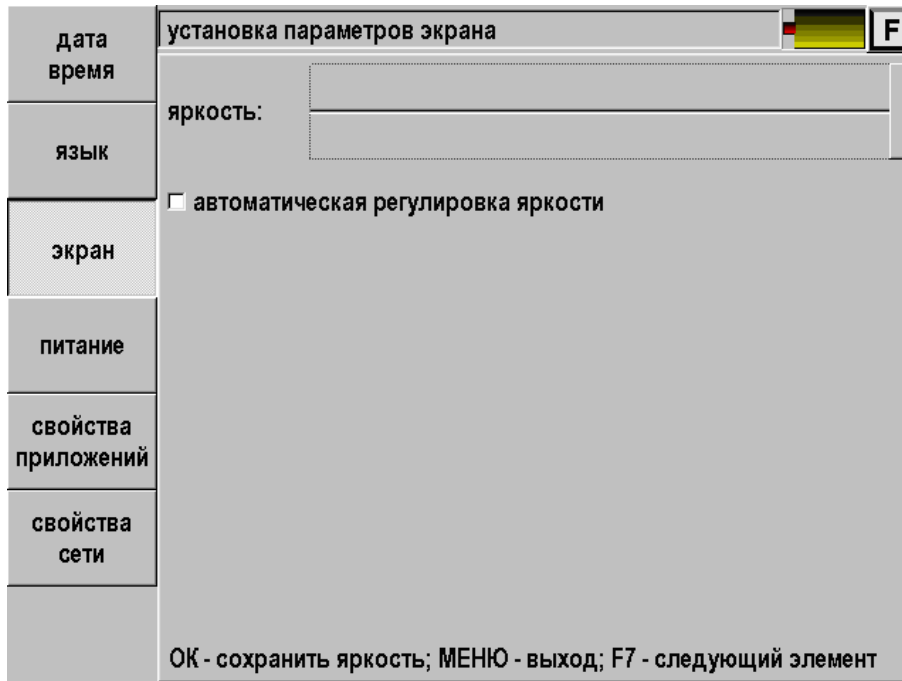 дата
время
установка параметров экрана
F
яркость:
язык
автоматическая регулировка яркости
экран
питание
свойства
приложений
свойства
сети
ОК - сохранить яркость; МЕНЮ - выход; F7 - следующий элемент